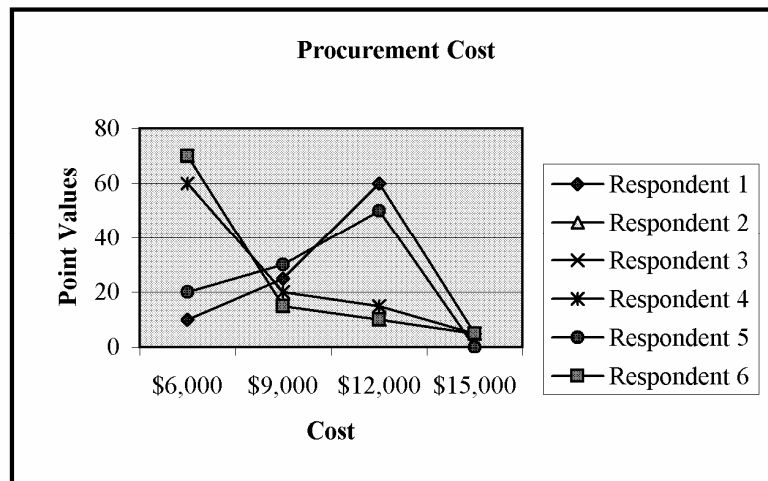 Procurement Cost
80
60
40
20
0
Point Values
$6,000 $9,000 $12,000 $15,000
Cost
Respondent 1
Respondent 2
Respondent 3
Respondent 4
Respondent 5
Respondent 6